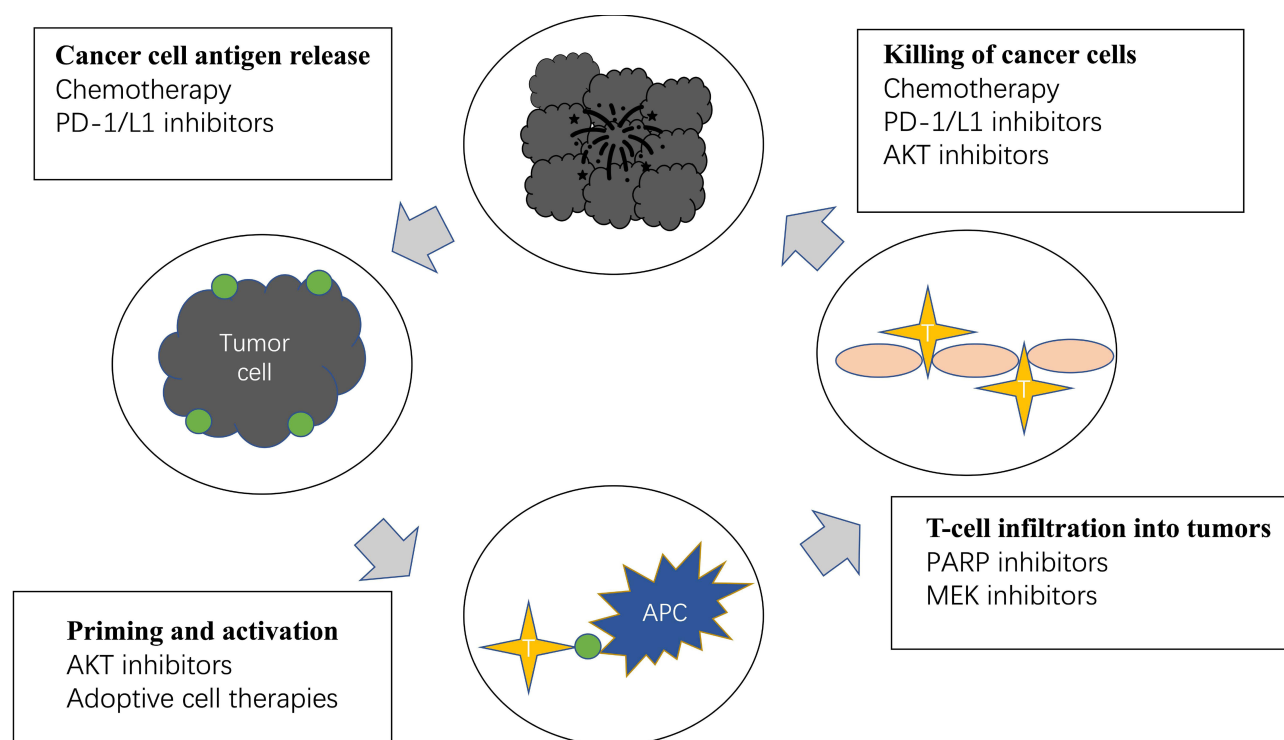 Cancer cell antigen release
Chemotherapy
PD-1/L1 inhibitors
Killing of cancer cells
Chemotherapy
PD-1/L1 inhibitors
AKT inhibitors
Tumor
cell
T
T
Priming and activation
AKT inhibitors
Adoptive cell therapies
T
APC
T-cell infiltration into tumors
PARP inhibitors
MEK inhibitors